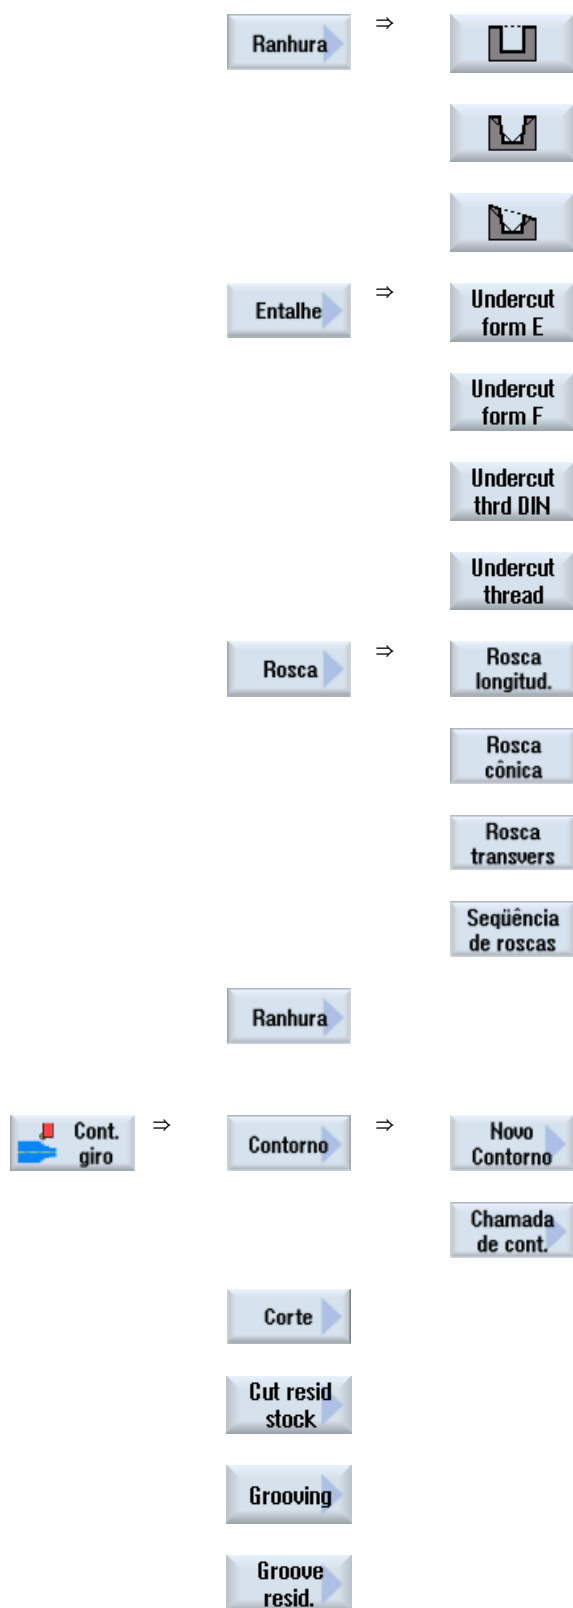 Ranhura ⇒
Entalhe ⇒ Undercut
form E
Undercut
form F
Undercut
thrd DIN
Undercut
thread
Rosca ⇒ Rosca
longitud.
Rosca
cônica
Rosca
transvers
Seqüência
de roscas
Ranhura
Cont.
giro ⇒ Contorno ⇒ Novo
Contorno
Chamada
de cont.
Corte
Cut resid
stock
Grooving
Groove
resid.